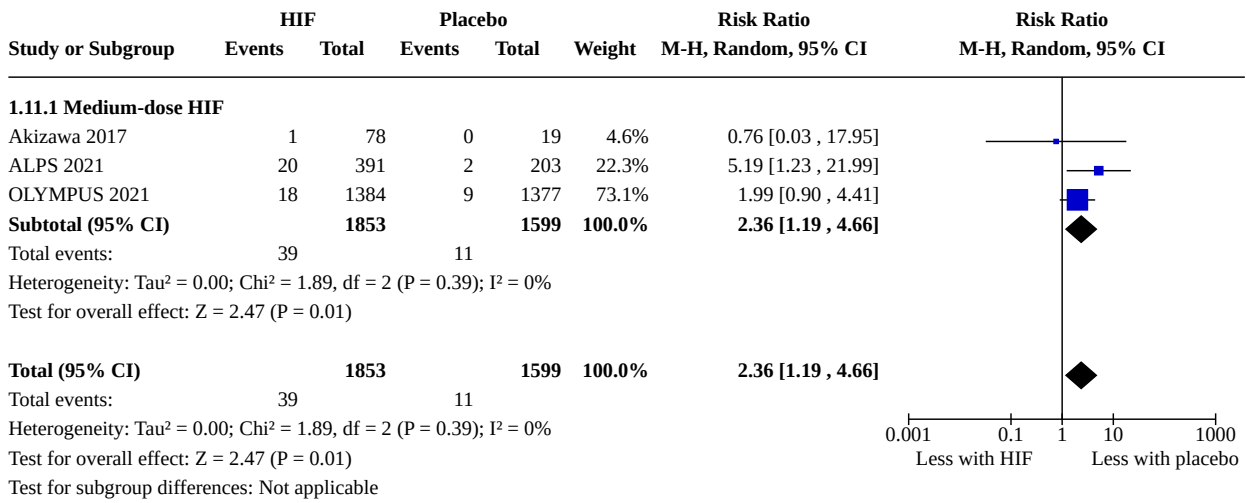 HIF Placebo Risk Ratio Risk Ratio
Study or Subgroup Events Total Events Total Weight M-H, Random, 95% CI M-H, Random, 95% CI
1.11.1 Medium-dose HIF
Akizawa 2017 1 78 0 19 4.6% 0.76 [0.03 , 17.95]
ALPS 2021 20 391 2 203 22.3% 5.19 [1.23 , 21.99]
OLYMPUS 2021 18 1384 9 1377 73.1% 1.99 [0.90 , 4.41]
Subtotal (95% CI) 1853 1599 100.0% 2.36 [1.19 , 4.66]
Total events: 39 11
Heterogeneity: Tau² = 0.00; Chi² = 1.89, df = 2 (P = 0.39); I² = 0%
Test for overall effect: Z = 2.47 (P = 0.01)
Total (95% CI) 1853 1599 100.0% 2.36 [1.19 , 4.66]
Total events: 39 11
Heterogeneity: Tau² = 0.00; Chi² = 1.89, df = 2 (P = 0.39); I² = 0% 0.001 0.1 1 10 1000
Test for overall effect: Z = 2.47 (P = 0.01) Less with HIF Less with placebo
Test for subgroup differences: Not applicable